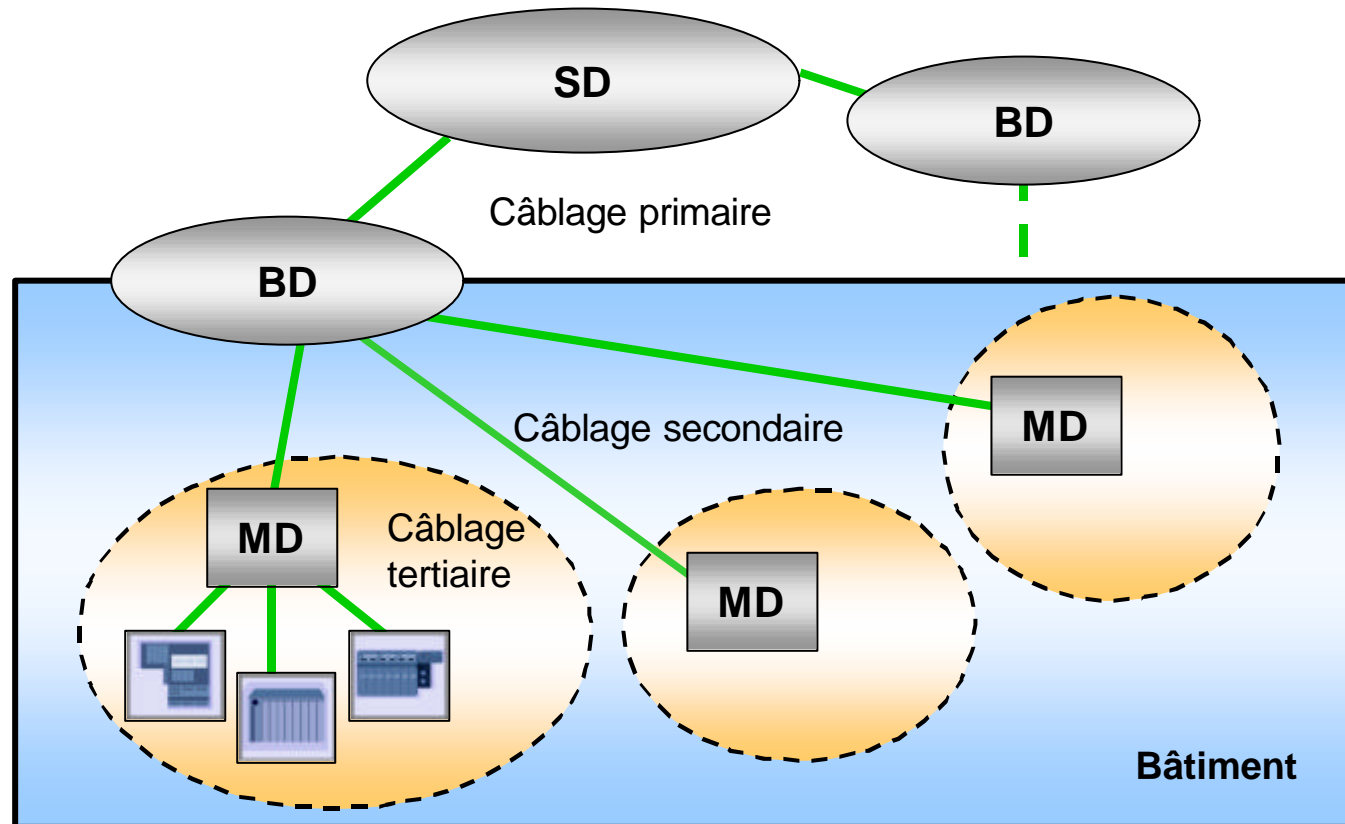 SD
BD
Câblage primaire
BD
MD
Câblage secondaire
MD
Câblage
tertiaire
MD
Bâtiment